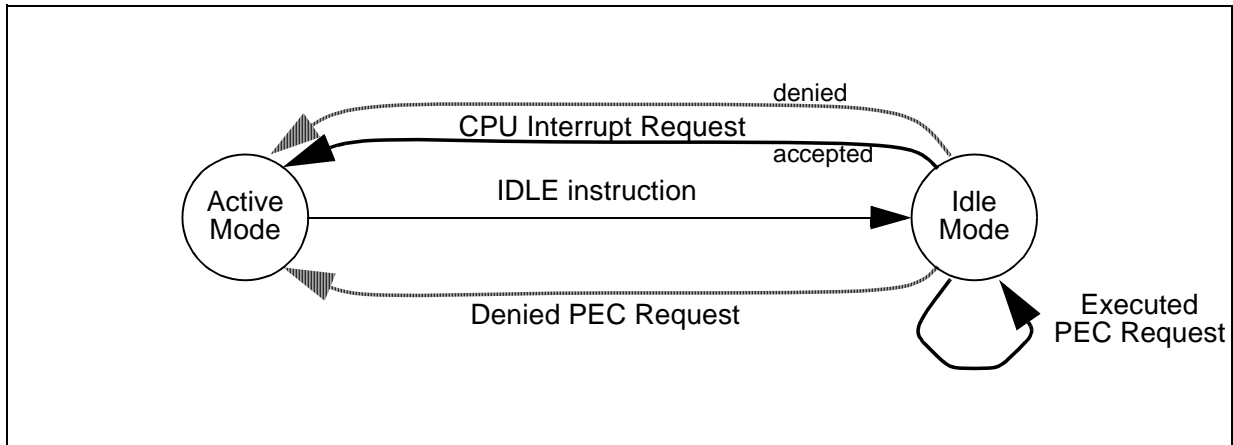 denied
CPU Interrupt Request
accepted
IDLE instruction
Active
Mode
Idle
Mode
Denied PEC Request
Executed
PEC Request